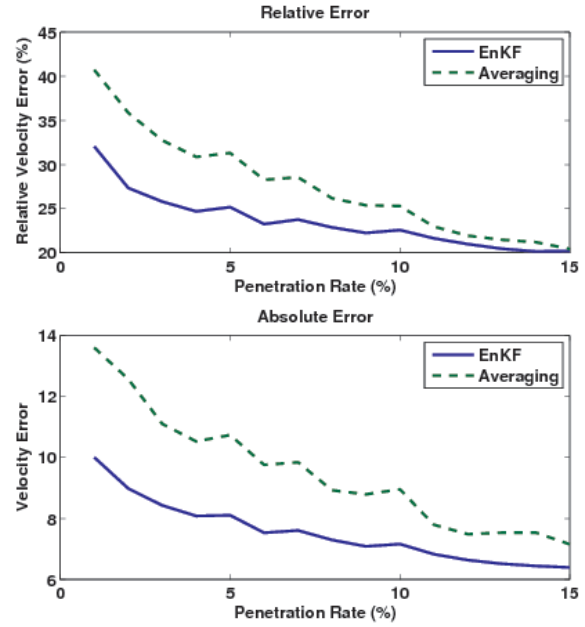 Relative Error
Relative Velocity Error (%)
45
40
35
30
25
20
EnKF
Averaging
0
5
10
15
Penetration Rate (%)
Absolute Error
Velocity Error
14
12
10
8
6
EnKF
Averaging
0
5
10
15
Penetration Rate (%)